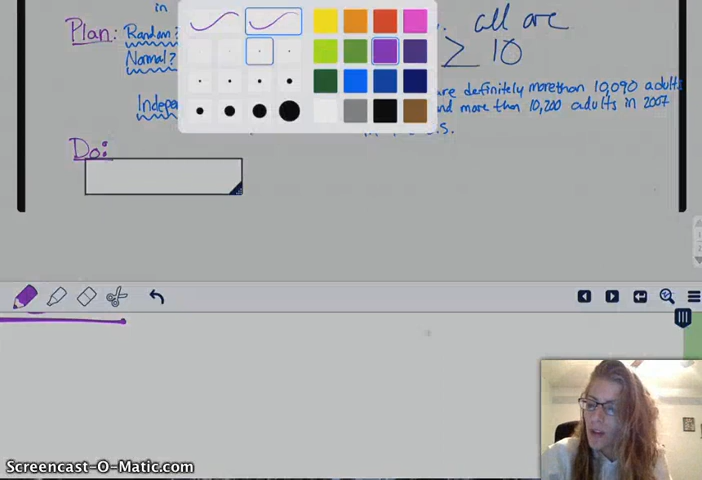 in
all are
Plan: Random?
Normal?
≥ 10
are definitely more than 10,090 adults
and more than 10,200 adults in 2007
S.
Do:
Screencast-O-Matic.com